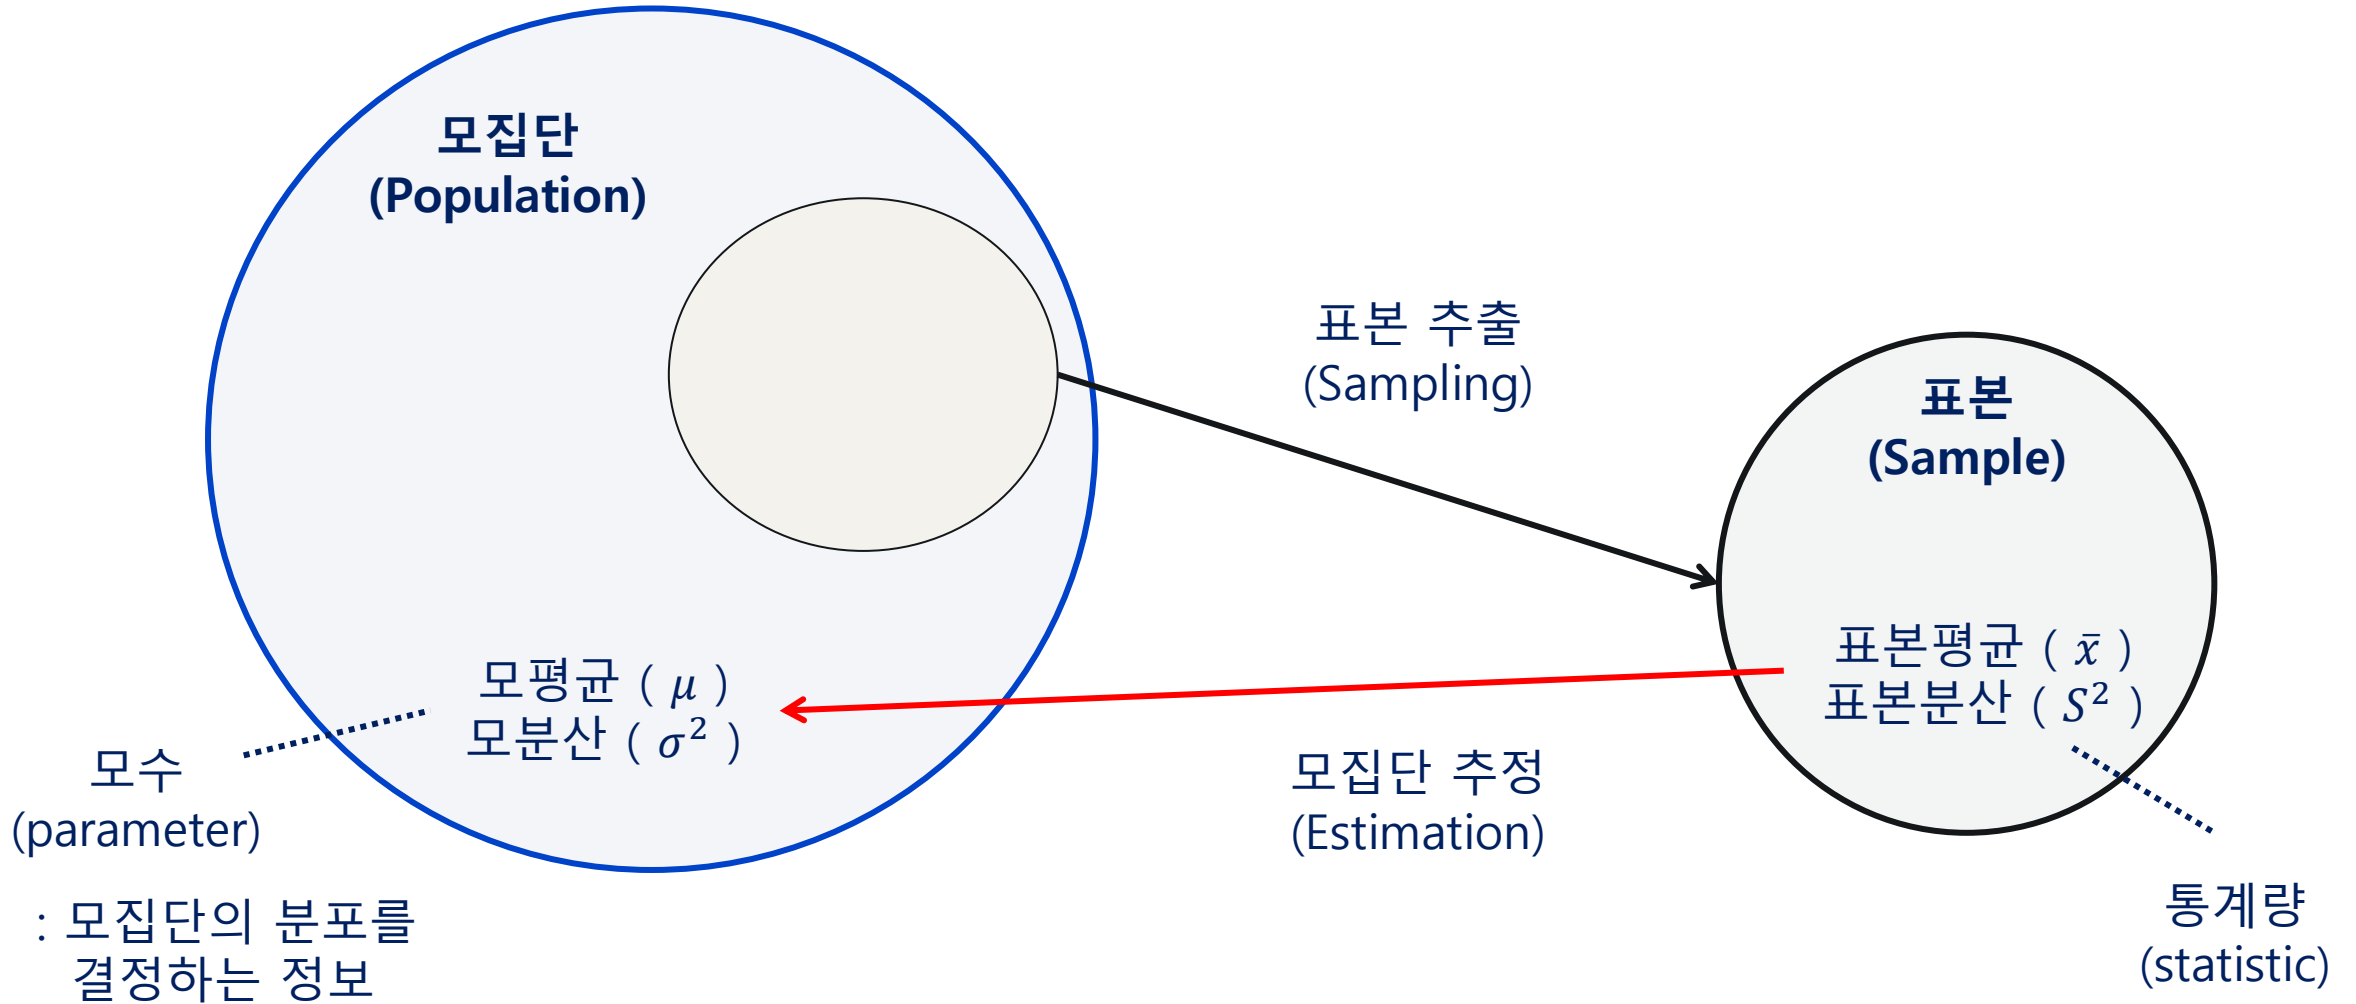 모집단
(Population)
표본 추출
(Sampling)
표본
(Sample)
표본평균 ( x̄ )
표본분산 ( S² )
모평균 ( μ )
모분산 ( σ² )
모수
(parameter)
: 모집단의 분포를
결정하는 정보
모집단 추정
(Estimation)
통계량
(statistic)